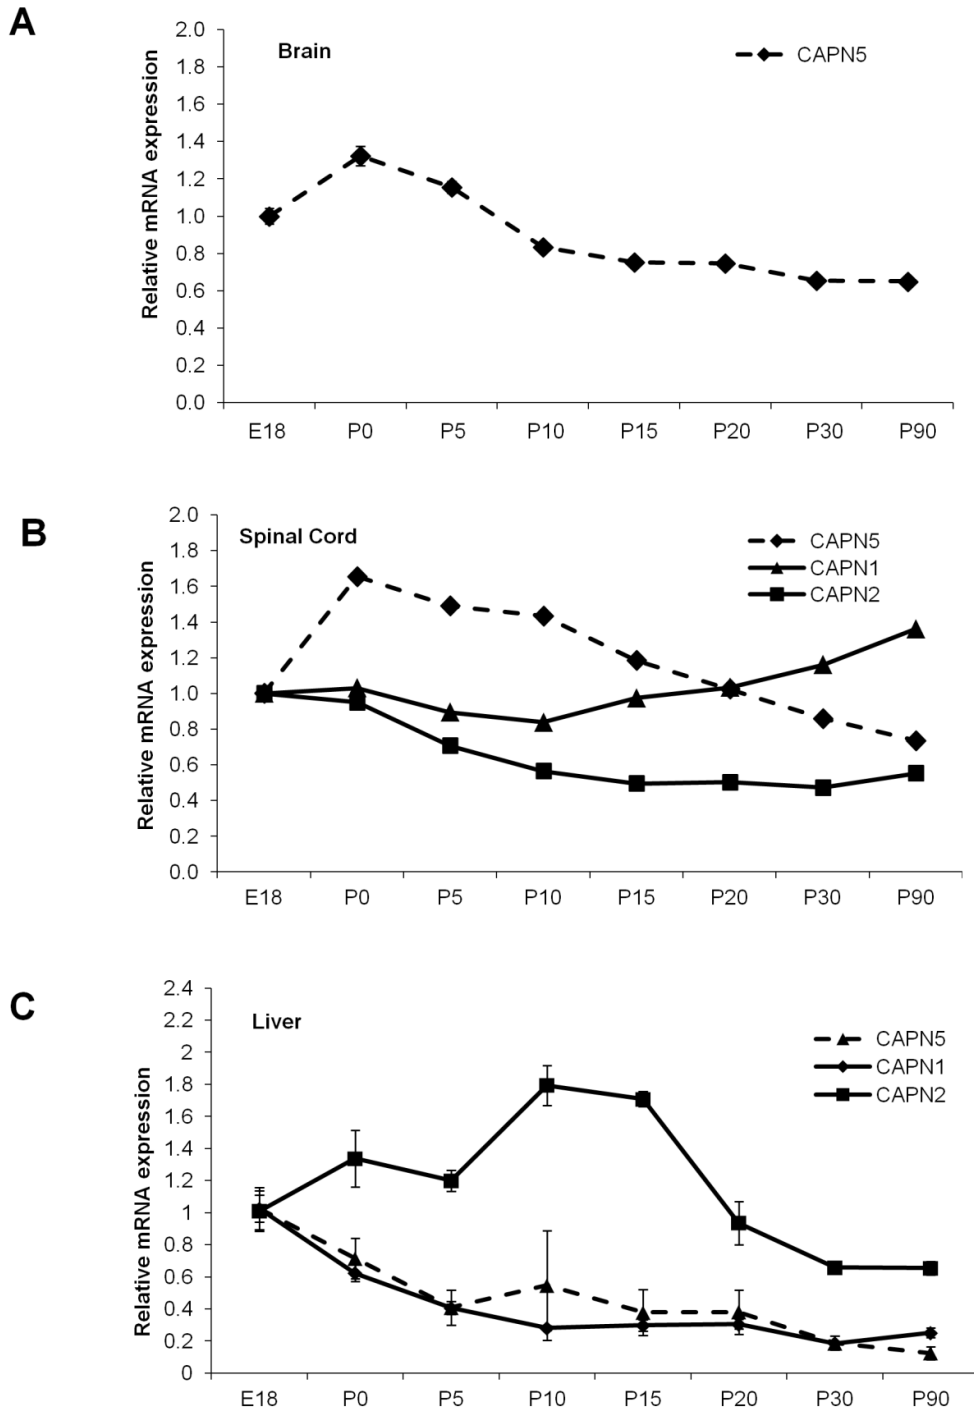 A
Brain
CAPN5
Relative mRNA expression
2.0
1.8
1.6
1.4
1.2
1.0
0.8
0.6
0.4
0.2
0.0
E18 P0 P5 P10 P15 P20 P30 P90
B
Spinal Cord
CAPN5
CAPN1
CAPN2
Relative mRNA expression
2.0
1.8
1.6
1.4
1.2
1.0
0.8
0.6
0.4
0.2
0.0
E18 P0 P5 P10 P15 P20 P30 P90
C
Liver
CAPN5
CAPN1
CAPN2
Relative mRNA expression
2.4
2.2
2
1.8
1.6
1.4
1.2
1
0.8
0.6
0.4
0.2
0
E18 P0 P5 P10 P15 P20 P30 P90